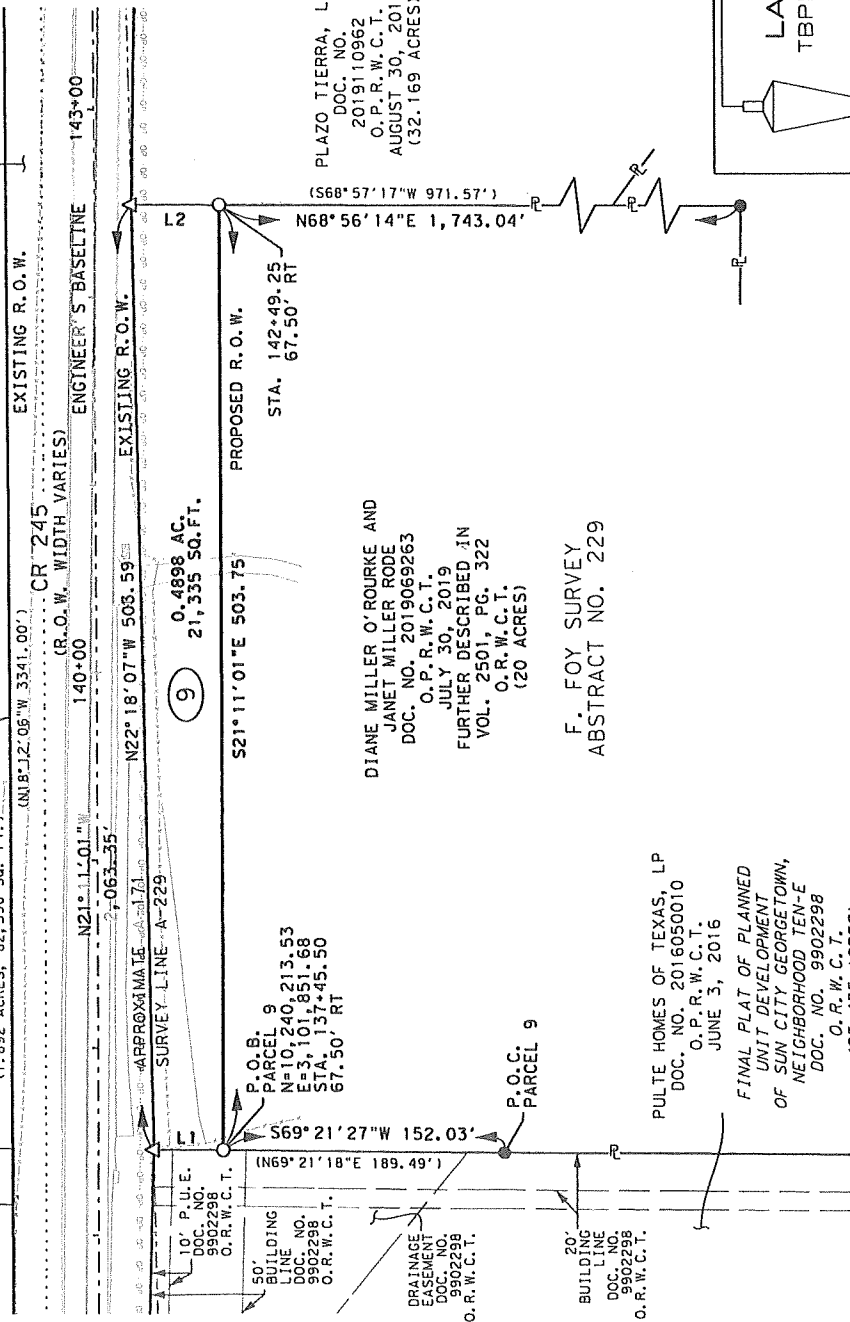 EXISTING R.O.W.
(N18°12'06"W 3341.00')
CR 245
(R.O.W. WIDTH VARIES)
N21°11'01"W
2,063.35'
140+00
ENGINEER'S BASELINE
143+00
APPROXIMATE A-171
SURVEY LINE A-229
N22°18'07"W 503.59'
EXISTING R.O.W.
9
0.4898 AC.
21,335 SQ.FT.
S21°11'01"E 503.75'
PROPOSED R.O.W.
L1
L2
P.O.B.
PARCEL 9
N=10,240,213.53
E=3,101,851.68
STA. 137+45.50
67.50' RT
STA. 142+49.25
67.50' RT
S69°21'27"W 152.03'
(N69°21'18"E 189.49')
P.O.C.
PARCEL 9
(S68°57'17"W 971.57')
N68°56'14"E 1,743.04'
PLAZO TIERRA, L
DOC. NO.
2019110962
O.P.R.W.C.T.
AUGUST 30, 201
(32.169 ACRES)
DIANE MILLER O'ROURKE AND
JANET MILLER RODE
DOC. NO. 2019069263
O.P.R.W.C.T.
JULY 30, 2019
FURTHER DESCRIBED IN
VOL. 2501, PG. 322
O.R.W.C.T.
(20 ACRES)
F. FOY SURVEY
ABSTRACT NO. 229
10' P.U.E.
DOC. NO.
9902298
O.R.W.C.T.
50'
BUILDING
LINE
DOC. NO.
9902298
O.R.W.C.T.
DRAINAGE
EASEMENT
DOC. NO.
9902298
O.R.W.C.T.
20'
BUILDING
LINE
DOC. NO.
9902298
O.R.W.C.T.
PULTE HOMES OF TEXAS, LP
DOC. NO. 2016050010
O.P.R.W.C.T.
JUNE 3, 2016
FINAL PLAT OF PLANNED
UNIT DEVELOPMENT
OF SUN CITY GEORGETOWN,
NEIGHBORHOOD TEN-E
DOC. NO. 9902298
O.R.W.C.T.
PL
PL
PL
PL
PL
LA
TBP